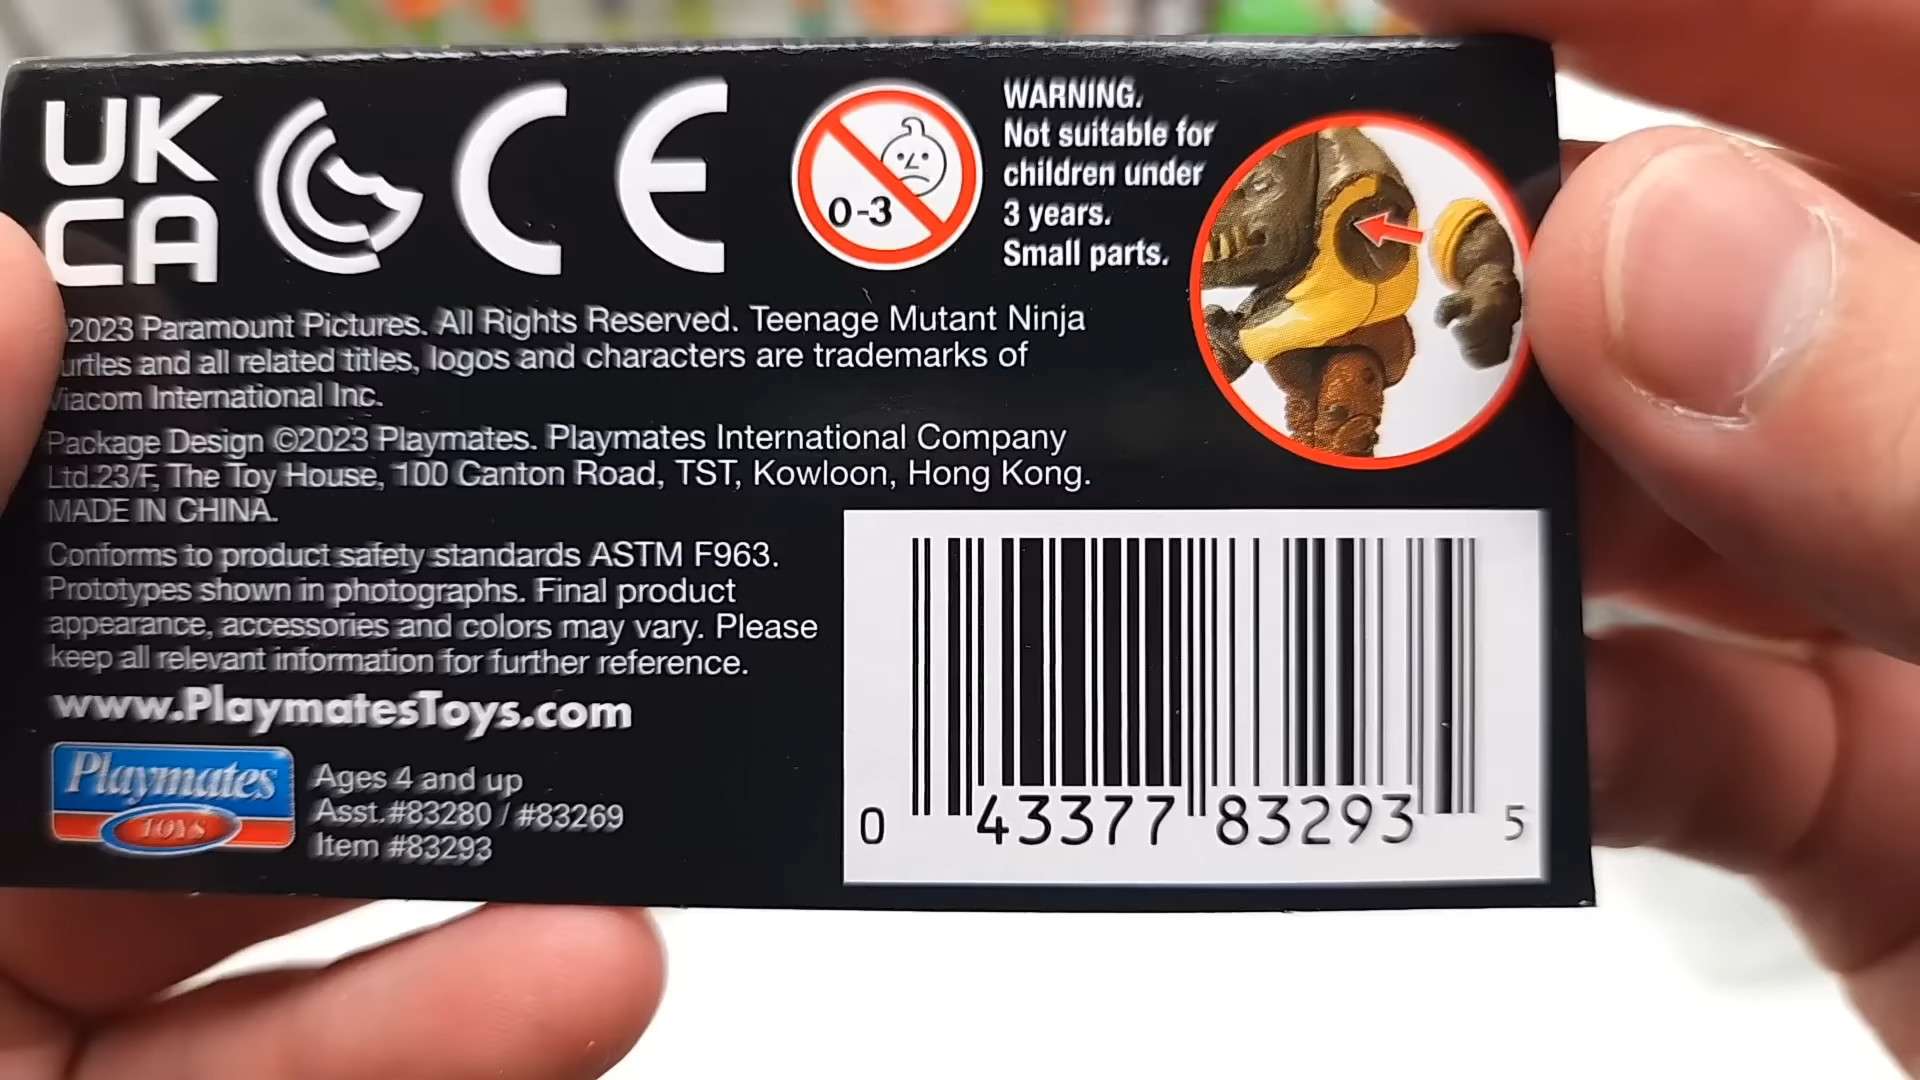 UK
CA
CE
0-3
WARNING.
Not suitable for
children under
3 years.
Small parts.
2023 Paramount Pictures. All Rights Reserved. Teenage Mutant Ninja
urtles and all related titles, logos and characters are trademarks of
Viacom International Inc.
Package Design ©2023 Playmates. Playmates International Company
Ltd.23/F, The Toy House, 100 Canton Road, TST, Kowloon, Hong Kong.
MADE IN CHINA.
Conforms to product safety standards ASTM F963.
Prototypes shown in photographs. Final product
appearance, accessories and colors may vary. Please
keep all relevant information for further reference.
www.PlaymatesToys.com
Playmates
TOYS
Ages 4 and up
Asst.#83280 / #83269
Item #83293
0 43377 83293 5